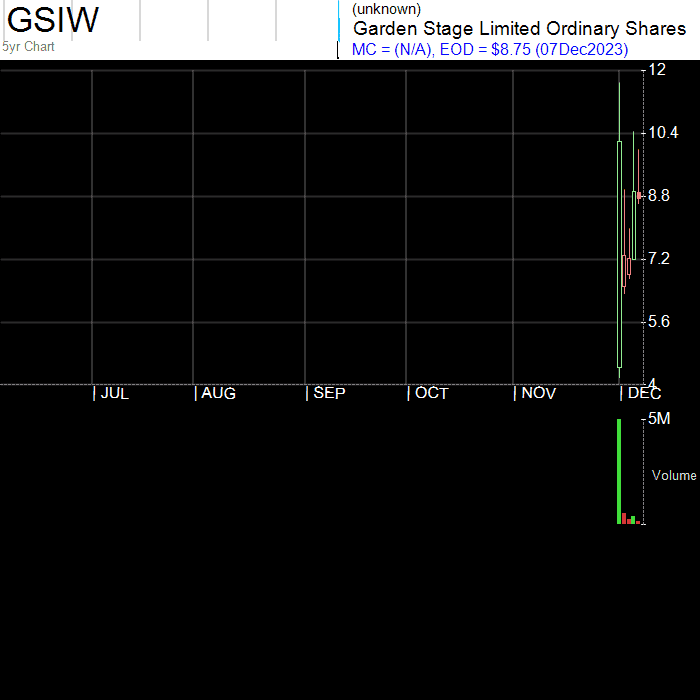 GSIW
5yr Chart
(unknown)
Garden Stage Limited Ordinary Shares
MC = (N/A), EOD = $8.75 (07Dec2023)
12
10.4
8.8
7.2
5.6
4
| JUL | AUG | SEP | OCT | NOV | DEC
5M
Volume